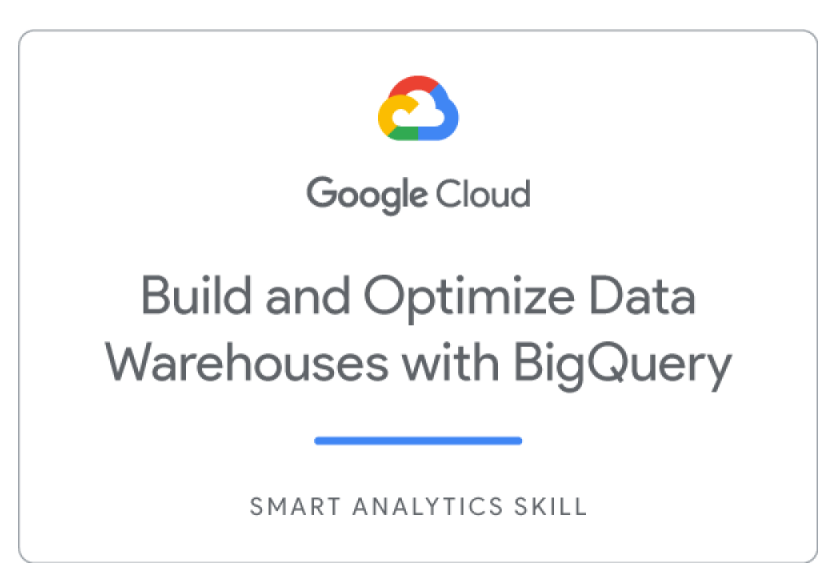 Google Cloud
Build and Optimize Data
Warehouses with BigQuery
SMART ANALYTICS SKILL